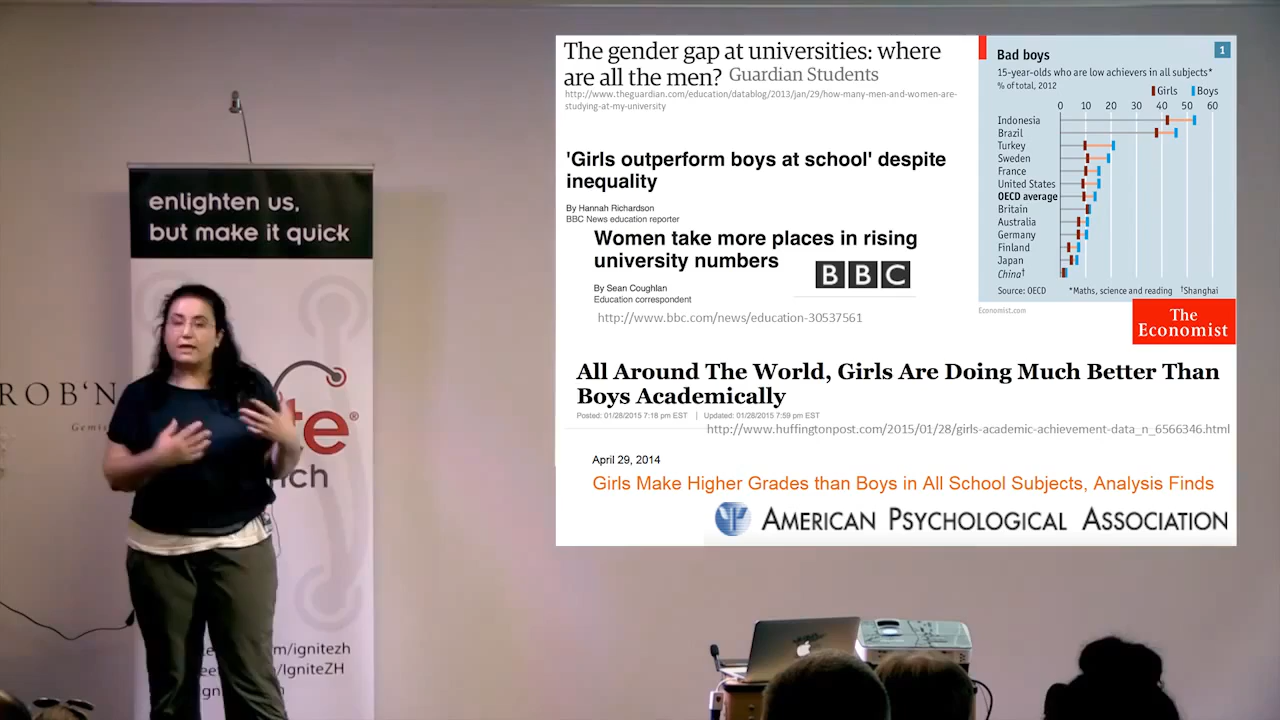 enlighten us,
but make it quick
ROB'N
te®
ch
m/ignitezh
/IgniteZH
The gender gap at universities: where
are all the men? Guardian Students
http://www.theguardian.com/education/datablog/2013/jan/29/how-many-men-and-women-are-
studying-at-my-university
'Girls outperform boys at school' despite
inequality
By Hannah Richardson
BBC News education reporter
Women take more places in rising
university numbers
BBC
By Sean Coughlan
Education correspondent
http://www.bbc.com/news/education-30537561
Bad boys
1
15-year-olds who are low achievers in all subjects*
% of total, 2012
Girls Boys
0 10 20 30 40 50 60
Indonesia
Brazil
Turkey
Sweden
France
United States
OECD average
Britain
Australia
Germany
Finland
Japan
China†
Source: OECD *Maths, science and reading †Shanghai
Economist.com
The
Economist
All Around The World, Girls Are Doing Much Better Than
Boys Academically
Posted: 01/28/2015 7:18 pm EST | Updated: 01/28/2015 7:59 pm EST
http://www.huffingtonpost.com/2015/01/28/girls-academic-achievement-data_n_6566346.html
April 29, 2014
Girls Make Higher Grades than Boys in All School Subjects, Analysis Finds
AMERICAN PSYCHOLOGICAL ASSOCIATION